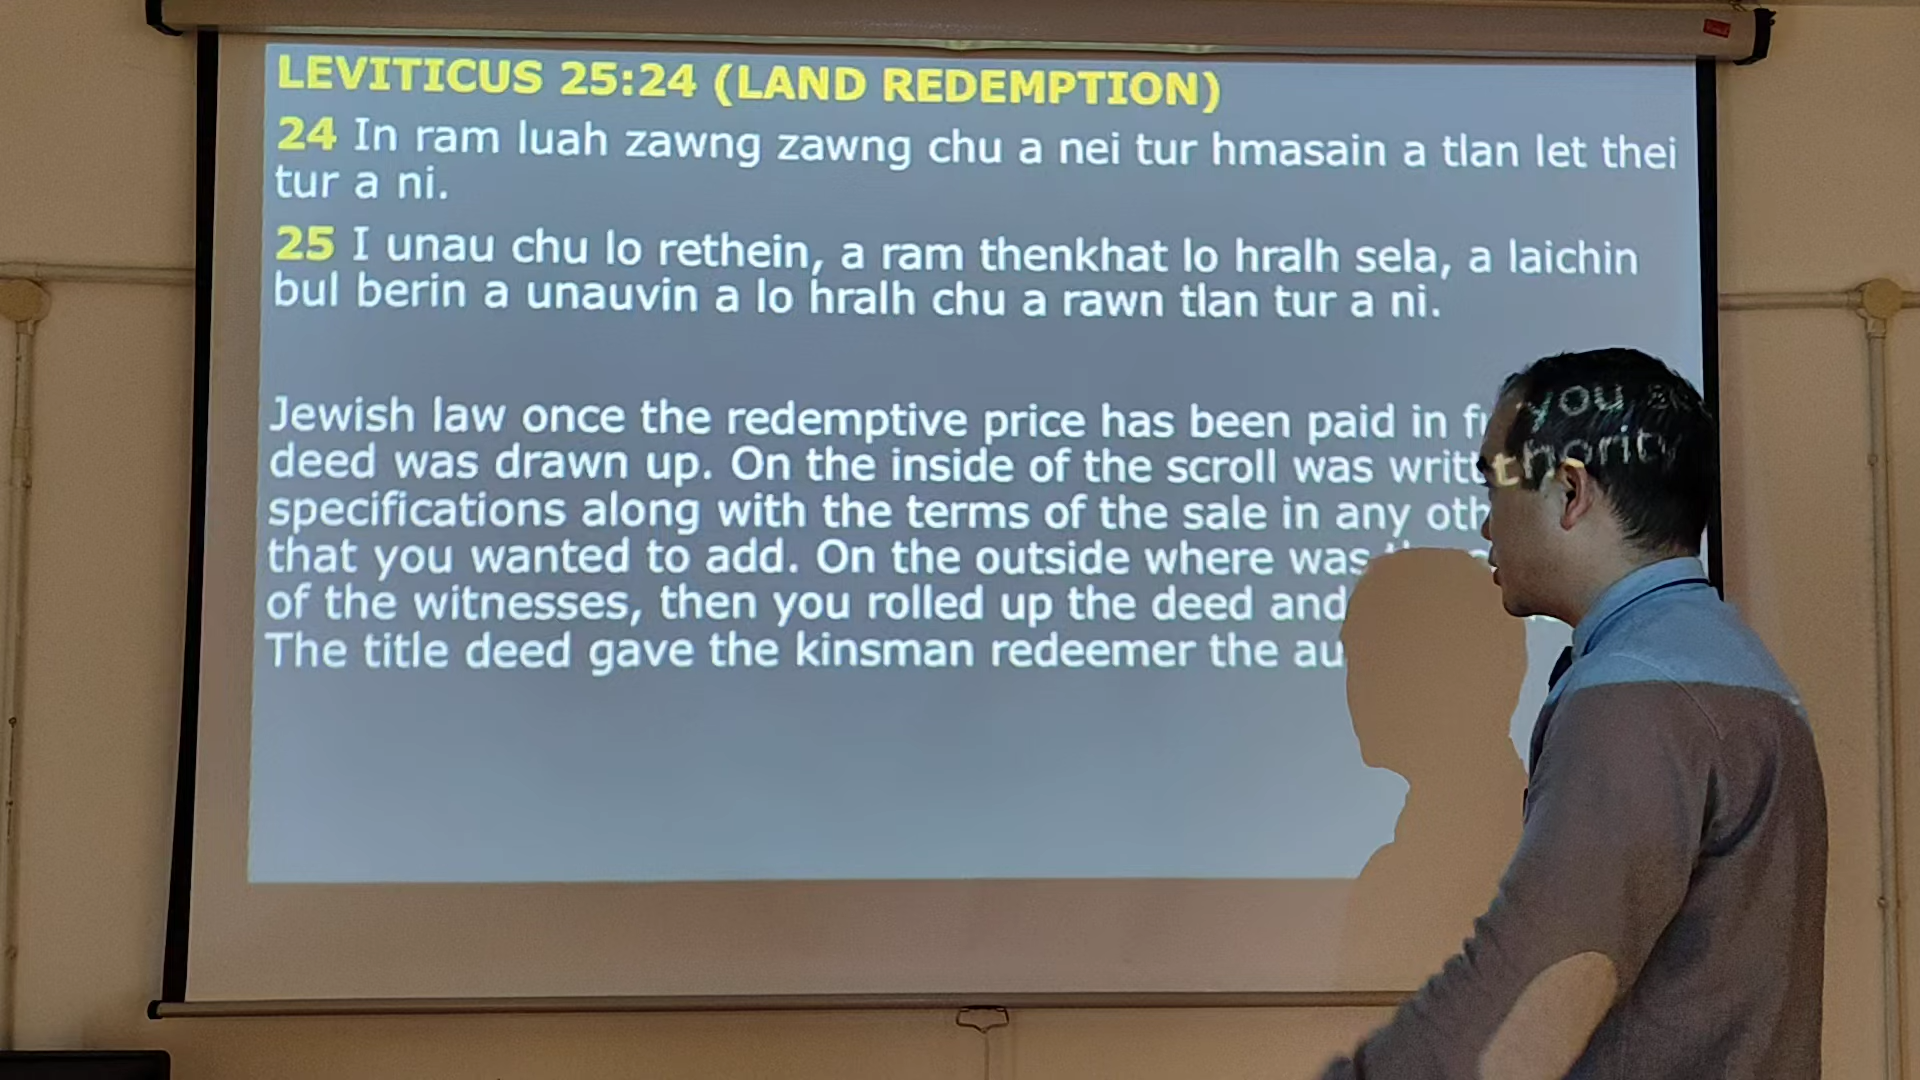 LEVITICUS 25:24 (LAND REDEMPTION)
24 In ram luah zawng zawng chu a nei tur hmasain a tlan let thei
tur a ni.
25 I unau chu lo rethein, a ram thenkhat lo hralh sela, a laichin
bul berin a unauvin a lo hralh chu a rawn tlan tur a ni.
Jewish law once the redemptive price has been paid in
deed was drawn up. On the inside of the scroll was
specifications along with the terms of the sale in any
that you wanted to add. On the outside where was
of the witnesses, then you rolled up the deed and
The title deed gave the kinsman redeemer the
you